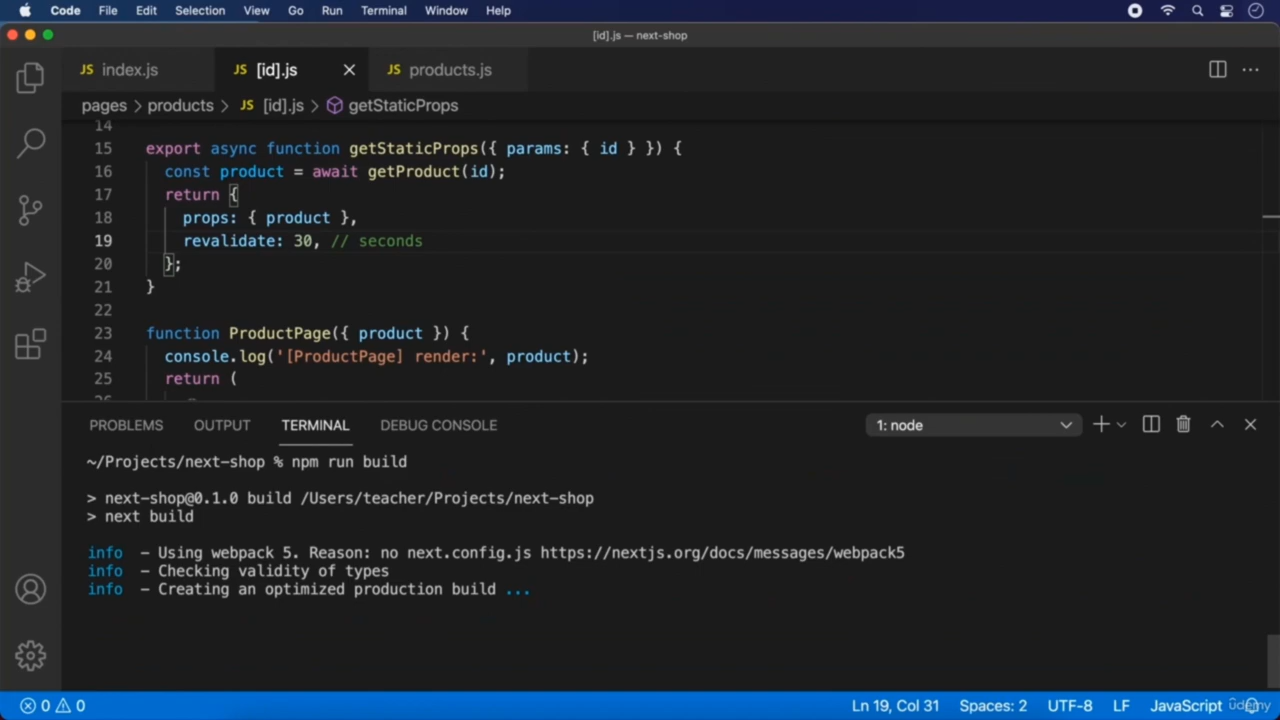 Code File Edit Selection View Go Run Terminal Window Help
[id].js — next-shop
JS index.js JS [id].js JS products.js
pages > products > JS [id].js > getStaticProps
14
15 export async function getStaticProps({ params: { id } }) {
16 const product = await getProduct(id);
17 return {
18 props: { product },
19 revalidate: 30, // seconds
20 };
21 }
22
23 function ProductPage({ product }) {
24 console.log('[ProductPage] render:', product);
25 return (
PROBLEMS OUTPUT TERMINAL DEBUG CONSOLE 1: node
~/Projects/next-shop % npm run build
> next-shop@0.1.0 build /Users/teacher/Projects/next-shop
> next build
info - Using webpack 5. Reason: no next.config.js https://nextjs.org/docs/messages/webpack5
info - Checking validity of types
info - Creating an optimized production build ...
0 0 Ln 19, Col 31 Spaces: 2 UTF-8 LF JavaScript udemy